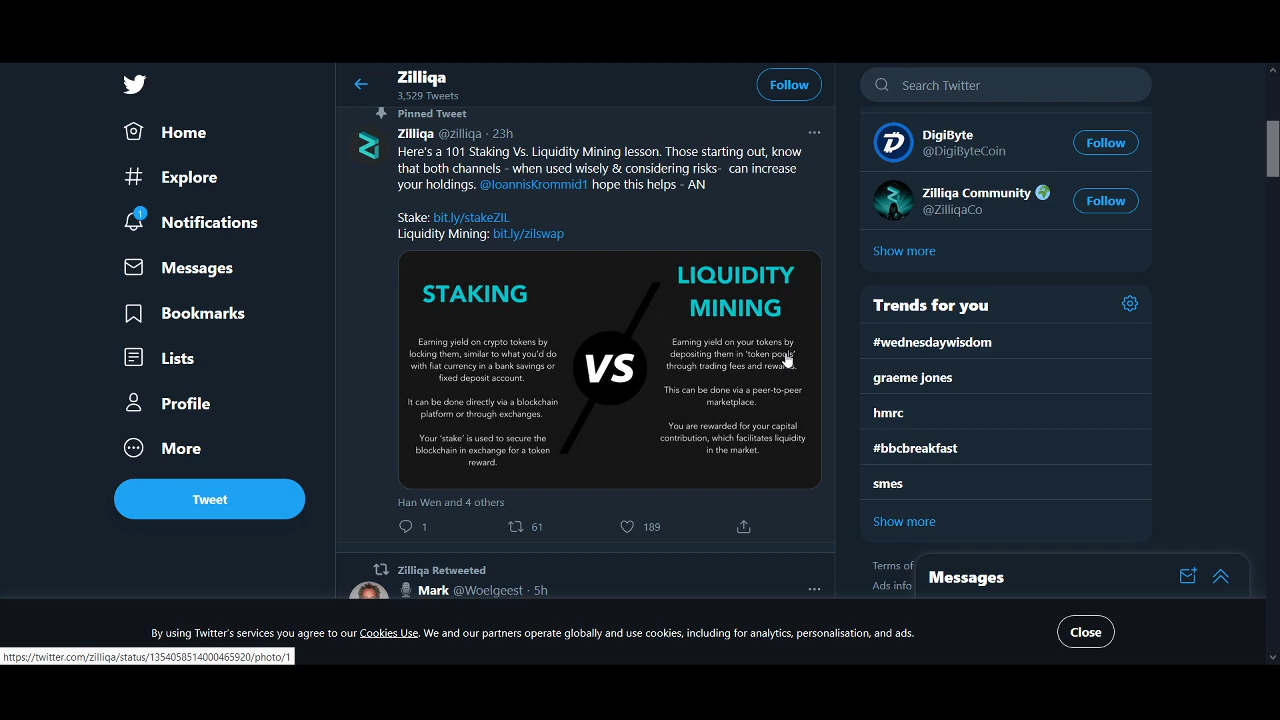 Home
Explore
1
Notifications
Messages
Bookmarks
Lists
Profile
More
Tweet
Zilliqa
3,529 Tweets
Follow
Pinned Tweet
Zilliqa @zilliqa · 23h
Here's a 101 Staking Vs. Liquidity Mining lesson. Those starting out, know
that both channels - when used wisely & considering risks- can increase
your holdings. @IoannisKrommid1 hope this helps - AN
Stake: bit.ly/stakeZIL
Liquidity Mining: bit.ly/zilswap
STAKING
Earning yield on crypto tokens by
locking them, similar to what you'd do
with fiat currency in a bank savings or
fixed deposit account.
It can be done directly via a blockchain
platform or through exchanges.
Your 'stake' is used to secure the
blockchain in exchange for a token
reward.
VS
LIQUIDITY
MINING
Earning yield on your tokens by
depositing them in 'token pools'
through trading fees and rewards.
This can be done via a peer-to-peer
marketplace.
You are rewarded for your capital
contribution, which facilitates liquidity
in the market.
Han Wen and 4 others
1
61
189
Zilliqa Retweeted
Mark @Woelgeest · 5h
Search Twitter
DigiByte
@DigiByteCoin
Follow
Zilliqa Community
@ZilliqaCo
Follow
Show more
Trends for you
#wednesdaywisdom
graeme jones
hmrc
#bbcbreakfast
smes
Show more
Terms of
Ads info
Messages
By using Twitter's services you agree to our Cookies Use. We and our partners operate globally and use cookies, including for analytics, personalisation, and ads.
Close
https://twitter.com/zilliqa/status/1354058514000465920/photo/1